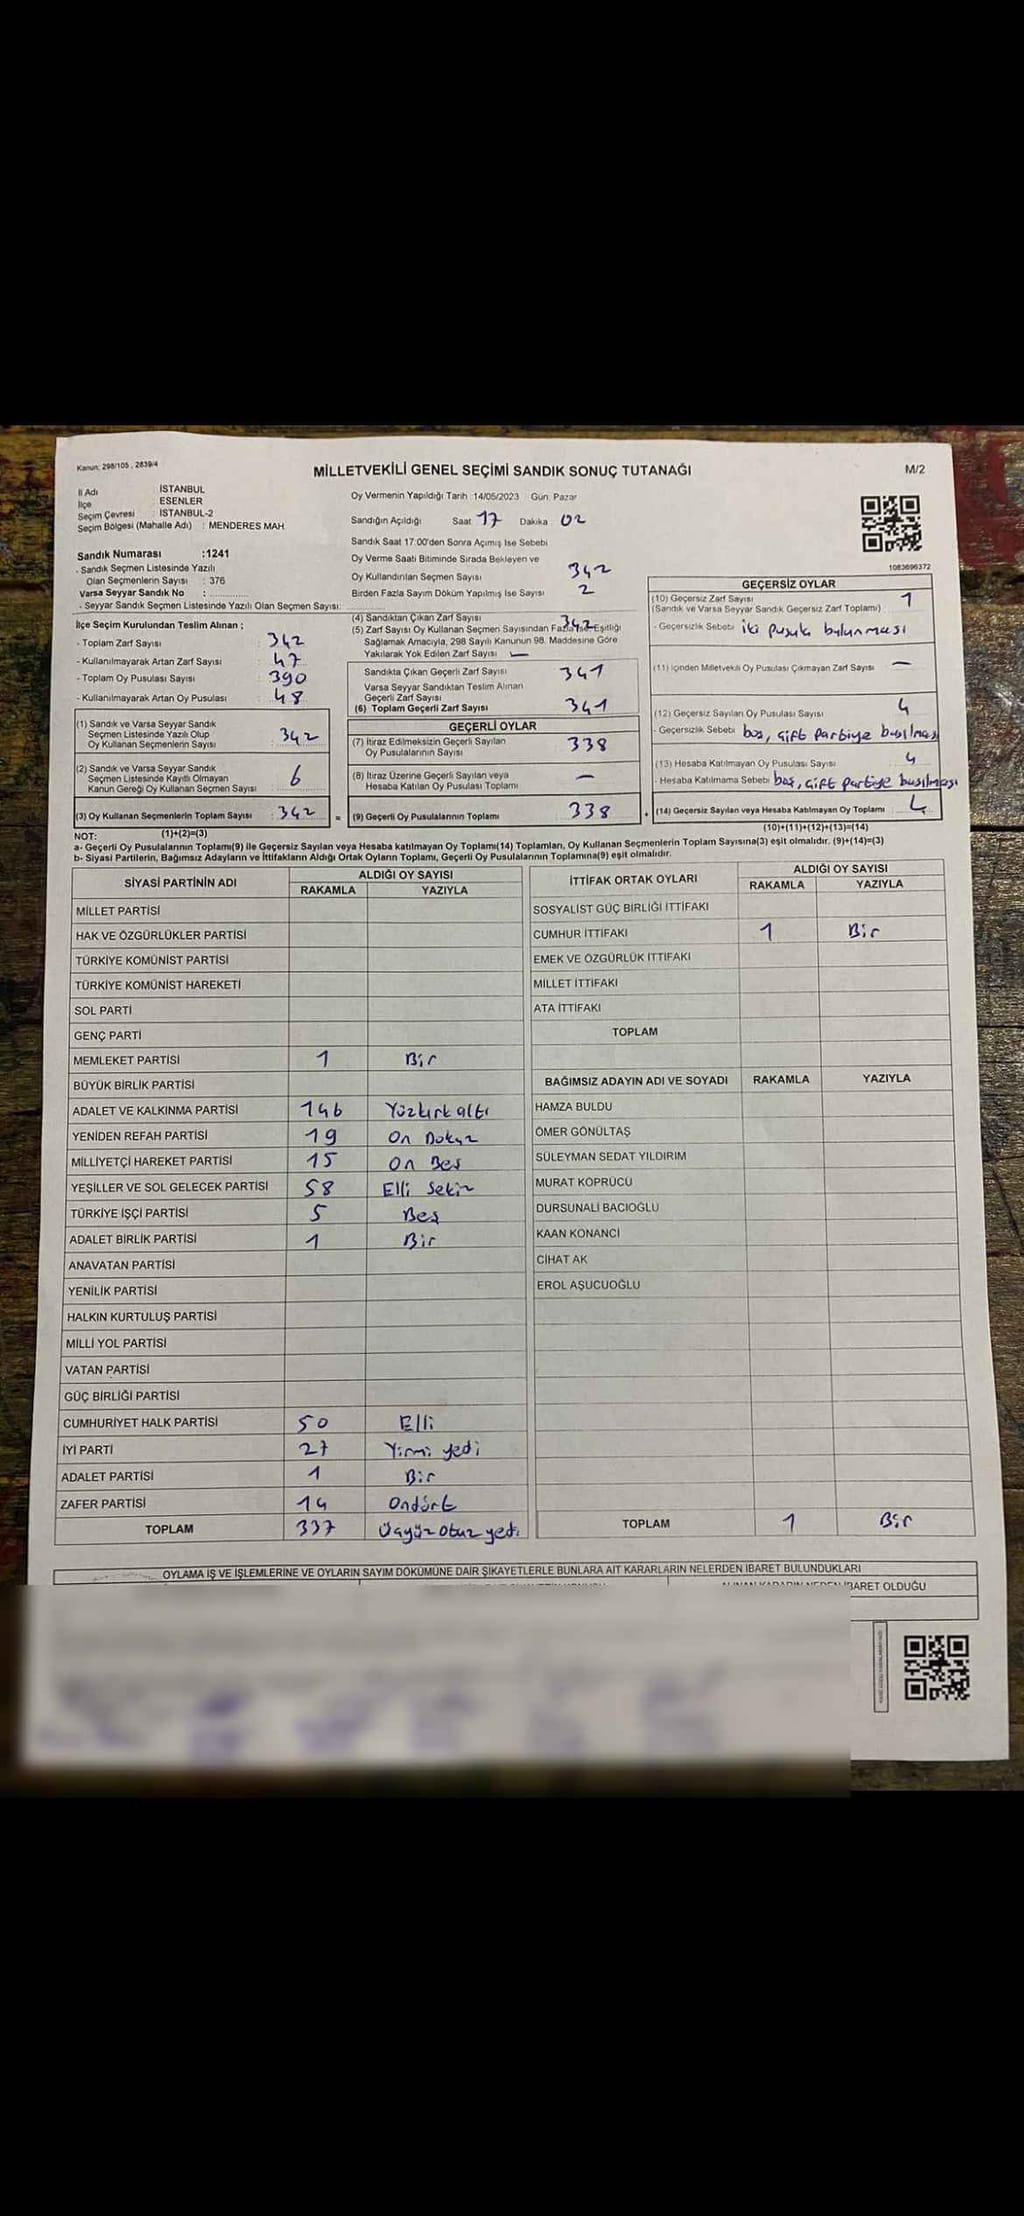 Kanun: 298/105 , 2839/4
MİLLETVEKİLİ GENEL SEÇİMİ SANDIK SONUÇ TUTANAĞI
M/2
İl Adı : İSTANBUL
İlçe : ESENLER
Seçim Çevresi : İSTANBUL-2
Seçim Bölgesi (Mahalle Adı) : MENDERES MAH.
Sandık Numarası :1241
- Sandık Seçmen Listesinde Yazılı
Olan Seçmenlerin Sayısı : 376
Varsa Seyyar Sandık No :
- Seyyar Sandık Seçmen Listesinde Yazılı Olan Seçmen Sayısı:
İlçe Seçim Kurulundan Teslim Alınan ;
- Toplam Zarf Sayısı : 342
- Kullanılmayarak Artan Zarf Sayısı : 47
- Toplam Oy Pusulası Sayısı : 390
- Kullanılmayarak Artan Oy Pusulası : 48
(1) Sandık ve Varsa Seyyar Sandık
Seçmen Listesinde Yazılı Olup
Oy Kullanan Seçmenlerin Sayısı : 342
(2) Sandık ve Varsa Seyyar Sandık
Seçmen Listesinde Kayıtlı Olmayan
Kanun Gereği Oy Kullanan Seçmen Sayısı : 6
(3) Oy Kullanan Seçmenlerin Toplam Sayısı : 342
(1)+(2)=(3)
Oy Vermenin Yapıldığı Tarih :14/05/2023 Gün: Pazar
Sandığın Açıldığı Saat 17 Dakika 02
Sandık Saat 17:00'den Sonra Açımış İse Sebebi
Oy Verme Saati Bitiminde Sırada Bekleyen ve
Oy Kullandırılan Seçmen Sayısı 342
Birden Fazla Sayım Döküm Yapılmış İse Sayısı 2
(4) Sandıktan Çıkan Zarf Sayısı 342
(5) Zarf Sayısı Oy Kullanan Seçmen Sayısından Fazla İse Eşitliği
Sağlamak Amacıyla, 298 Sayılı Kanunun 98. Maddesine Göre
Yakılarak Yok Edilen Zarf Sayısı —
Sandıkta Çıkan Geçerli Zarf Sayısı 341
Varsa Seyyar Sandıktan Teslim Alınan
Geçerli Zarf Sayısı
(6) Toplam Geçerli Zarf Sayısı 341
GEÇERLİ OYLAR
(7) İtiraz Edilmeksizin Geçerli Sayılan
Oy Pusulalarının Sayısı 338
(8) İtiraz Üzerine Geçerli Sayılan veya
Hesaba Katılan Oy Pusulası Toplamı —
= (9) Geçerli Oy Pusulalarının Toplamı 338
1083696372
GEÇERSİZ OYLAR
(10) Geçersiz Zarf Sayısı 1
(Sandık ve Varsa Seyyar Sandık Geçersiz Zarf Toplamı)
- Geçersizlik Sebebi iki pusula bulunması
(11) İçinden Milletvekili Oy Pusulası Çıkmayan Zarf Sayısı —
(12) Geçersiz Sayılan Oy Pusulası Sayısı 4
- Geçersizlik Sebebi boş, çift partiye basılması
(13) Hesaba Katılmayan Oy Pusulası Sayısı 4
- Hesaba Katılmama Sebebi boş, çift partiye basılması
+ (14) Geçersiz Sayılan veya Hesaba Katılmayan Oy Toplamı 4
(10)+(11)+(12)+(13)=(14)
NOT:
a- Geçerli Oy Pusulalarının Toplamı(9) ile Geçersiz Sayılan veya Hesaba katılmayan Oy Toplamı(14) Toplamları, Oy Kullanan Seçmenlerin Toplam Sayısına(3) eşit olmalıdır. (9)+(14)=(3)
b- Siyasi Partilerin, Bağımsız Adayların ve İttifakların Aldığı Ortak Oyların Toplamı, Geçerli Oy Pusulalarının Toplamına(9) eşit olmalıdır.
SİYASİ PARTİNİN ADI ALDIĞI OY SAYISI
RAKAMLA YAZIYLA
MİLLET PARTİSİ
HAK VE ÖZGÜRLÜKLER PARTİSİ
TÜRKİYE KOMÜNİST PARTİSİ
TÜRKİYE KOMÜNİST HAREKETİ
SOL PARTİ
GENÇ PARTİ
MEMLEKET PARTİSİ 1 Bir
BÜYÜK BİRLİK PARTİSİ
ADALET VE KALKINMA PARTİSİ 146 Yüzkırk altı
YENİDEN REFAH PARTİSİ 19 On Dokuz
MİLLİYETÇİ HAREKET PARTİSİ 15 On Beş
YEŞİLLER VE SOL GELECEK PARTİSİ 58 Elli Sekiz
TÜRKİYE İŞÇİ PARTİSİ 5 Beş
ADALET BİRLİK PARTİSİ 1 Bir
ANAVATAN PARTİSİ
YENİLİK PARTİSİ
HALKIN KURTULUŞ PARTİSİ
MİLLİ YOL PARTİSİ
VATAN PARTİSİ
GÜÇ BİRLİĞİ PARTİSİ
CUMHURİYET HALK PARTİSİ 50 Elli
İYİ PARTİ 27 Yirmi yedi
ADALET PARTİSİ 1 Bir
ZAFER PARTİSİ 14 Ondört
TOPLAM 337 Üçyüz otuz yedi
İTTİFAK ORTAK OYLARI ALDIĞI OY SAYISI
RAKAMLA YAZIYLA
SOSYALİST GÜÇ BİRLİĞİ İTTİFAKI
CUMHUR İTTİFAKI 1 Bir
EMEK VE ÖZGÜRLÜK İTTİFAKI
MİLLET İTTİFAKI
ATA İTTİFAKI
TOPLAM
BAĞIMSIZ ADAYIN ADI VE SOYADI RAKAMLA YAZIYLA
HAMZA BULDU
ÖMER GÖNÜLTAŞ
SÜLEYMAN SEDAT YILDIRIM
MURAT KÖPRÜCÜ
DURSUNALİ BACIOĞLU
KAAN KONANCİ
CİHAT AK
EROL AŞUCUOĞLU
TOPLAM 1 Bir
OYLAMA İŞ VE İŞLEMLERİNE VE OYLARIN SAYIM DÖKÜMÜNE DAİR ŞİKAYETLERLE BUNLARA AİT KARARLARIN NELERDEN İBARET BULUNDUKLARI
ALINAN KARARIN NEDEN İBARET OLDUĞU